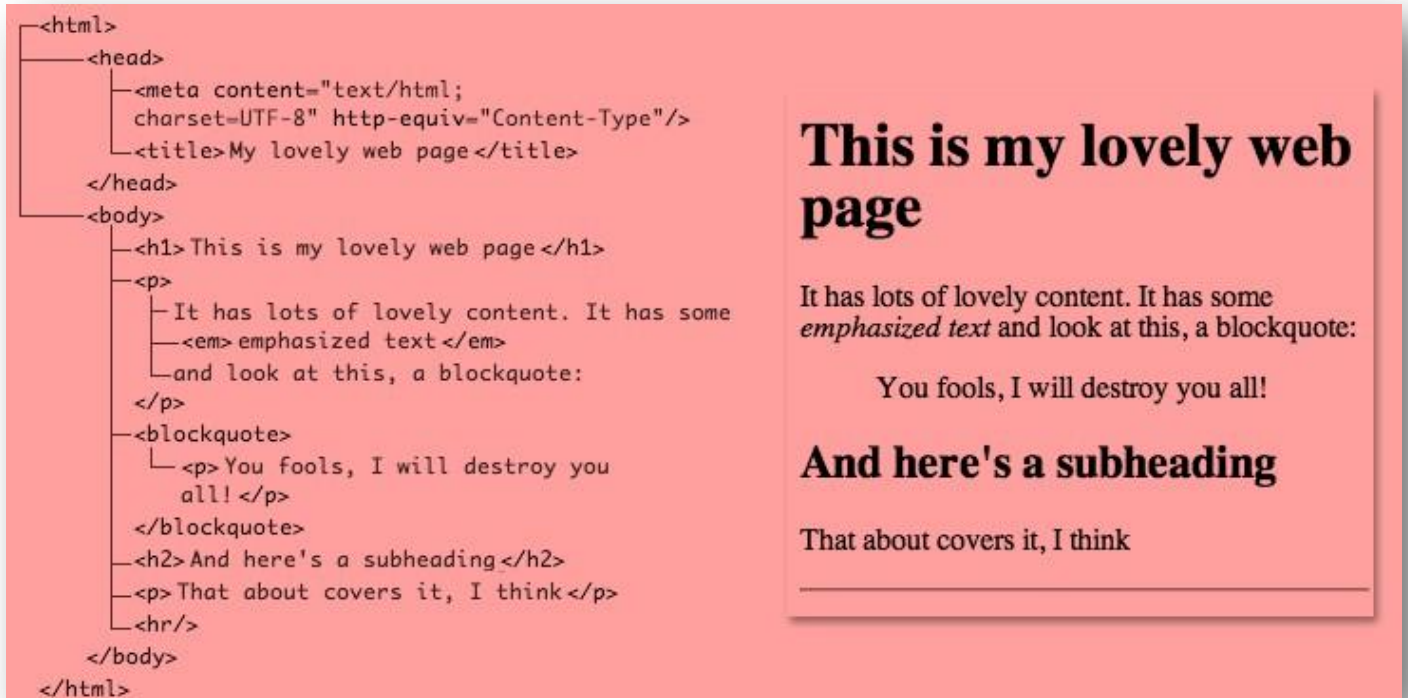 <html>
<head>
<meta content="text/html;
charset=UTF-8" http-equiv="Content-Type"/>
<title>My lovely web page</title>
</head>
<body>
<h1>This is my lovely web page</h1>
<p>
It has lots of lovely content. It has some
<em>emphasized text</em>
and look at this, a blockquote:
</p>
<blockquote>
<p>You fools, I will destroy you
all!</p>
</blockquote>
<h2>And here's a subheading</h2>
<p>That about covers it, I think</p>
<hr/>
</body>
</html>
This is my lovely web
page
It has lots of lovely content. It has some
emphasized text and look at this, a blockquote:
You fools, I will destroy you all!
And here's a subheading
That about covers it, I think